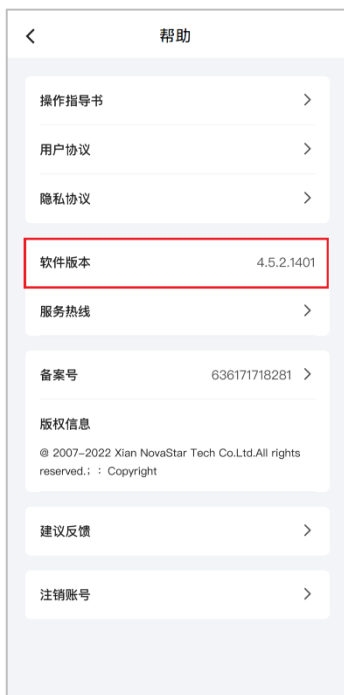 帮助
操作指导书
用户协议
隐私协议
软件版本 4.5.2.1401
服务热线
备案号 636171718281
版权信息
@ 2007-2022 Xian NovaStar Tech Co.Ltd.All rights
reserved.; : Copyright
建议反馈
注销账号